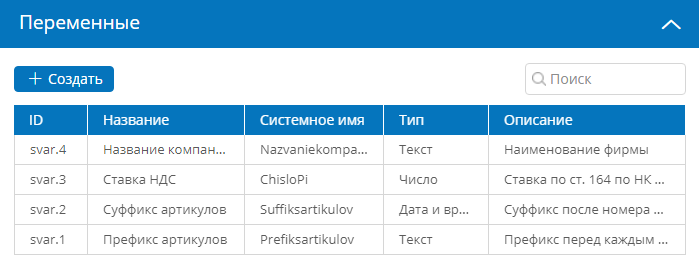 Переменные
+ Создать
Поиск
ID Название Системное имя Тип Описание
svar.4 Название компан... Nazvaniekompa... Текст Наименование фирмы
svar.3 Ставка НДС ChisloPi Число Ставка по ст. 164 по НК ...
svar.2 Суффикс артикулов Suffiksartikulov Дата и вр... Суффикс после номера ...
svar.1 Префикс артикулов Prefiksartikulov Текст Префикс перед каждым ...